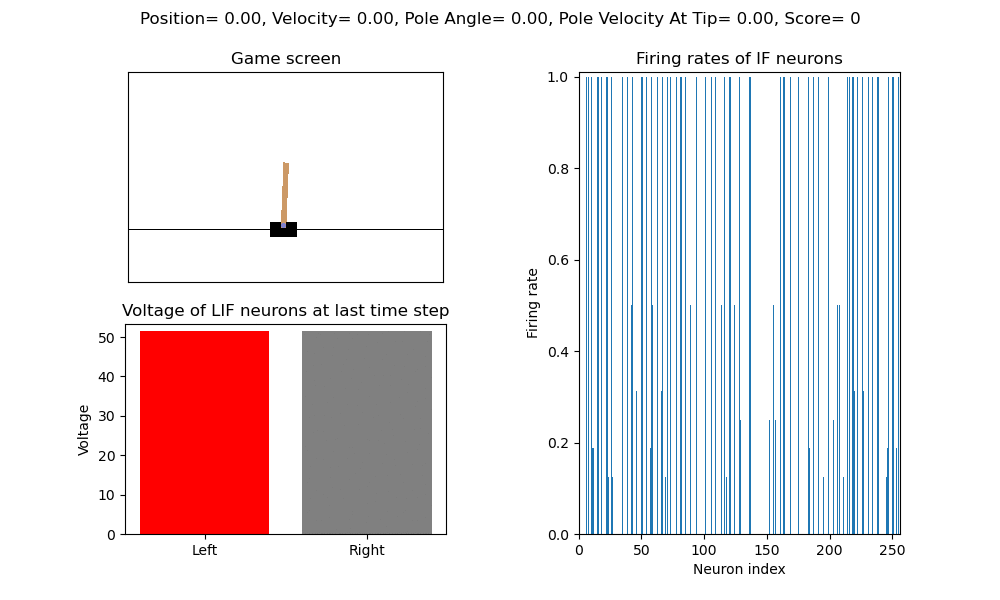 Position= 0.00, Velocity= 0.00, Pole Angle= 0.00, Pole Velocity At Tip= 0.00, Score= 0
Game screen
Voltage of LIF neurons at last time step
Voltage
50
40
30
20
10
0
Left Right
Firing rates of IF neurons
Firing rate
1.0
0.8
0.6
0.4
0.2
0.0
0 50 100 150 200 250
Neuron index